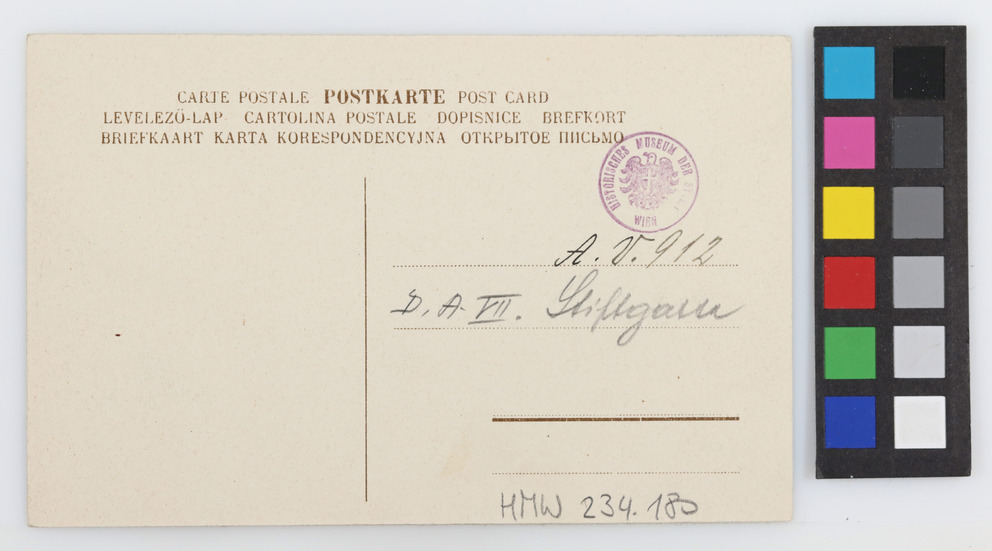 CARTE POSTALE POSTKARTE POST CARD
LEVELEZŐ-LAP CARTOLINA POSTALE DOPISNICE BREFKORT
BRIEFKAART KARTA KORESPONDENCYJNA ОТКРЫТОЕ ПИСЬМО
HISTORISCHES MUSEUM DER STADT WIEN
A. V. 912
D. A. VII. Stiftgasse
HMW 234.180